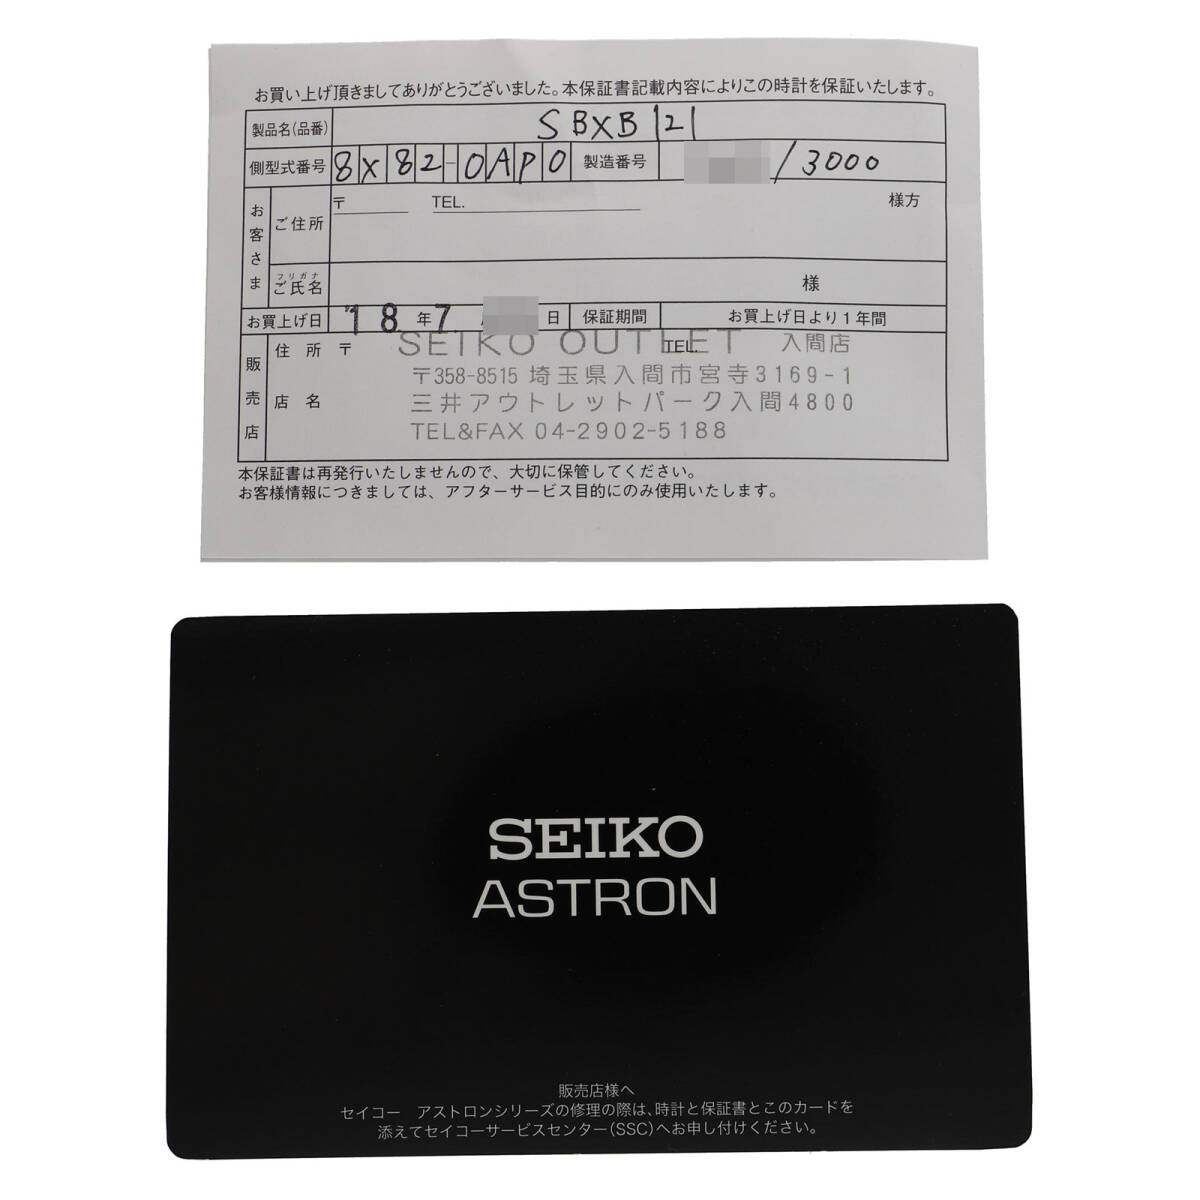 お買い上げ頂きましてありがとうございました。本保証書記載内容によりこの時計を保証いたします。
製品名(品番) SBXB121
側型式番号 8X82-0AP0 製造番号 /3000
お客さま ご住所 〒 TEL. 様方
フリガナ
ご氏名 様
お買上げ日 '18年7. 日 保証期間 お買上げ日より1年間
販売店 住所 〒 SEIKO OUTLET TEL. 入間店
〒358-8515 埼玉県入間市宮寺3169-1
店名 三井アウトレットパーク入間4800
TEL&FAX 04-2902-5188
本保証書は再発行いたしませんので、大切に保管してください。
お客様情報につきましては、アフターサービス目的にのみ使用いたします。
SEIKO
ASTRON
販売店様へ
セイコー アストロンシリーズの修理の際は、時計と保証書とこのカードを
添えてセイコーサービスセンター(SSC)へお申し付けください。